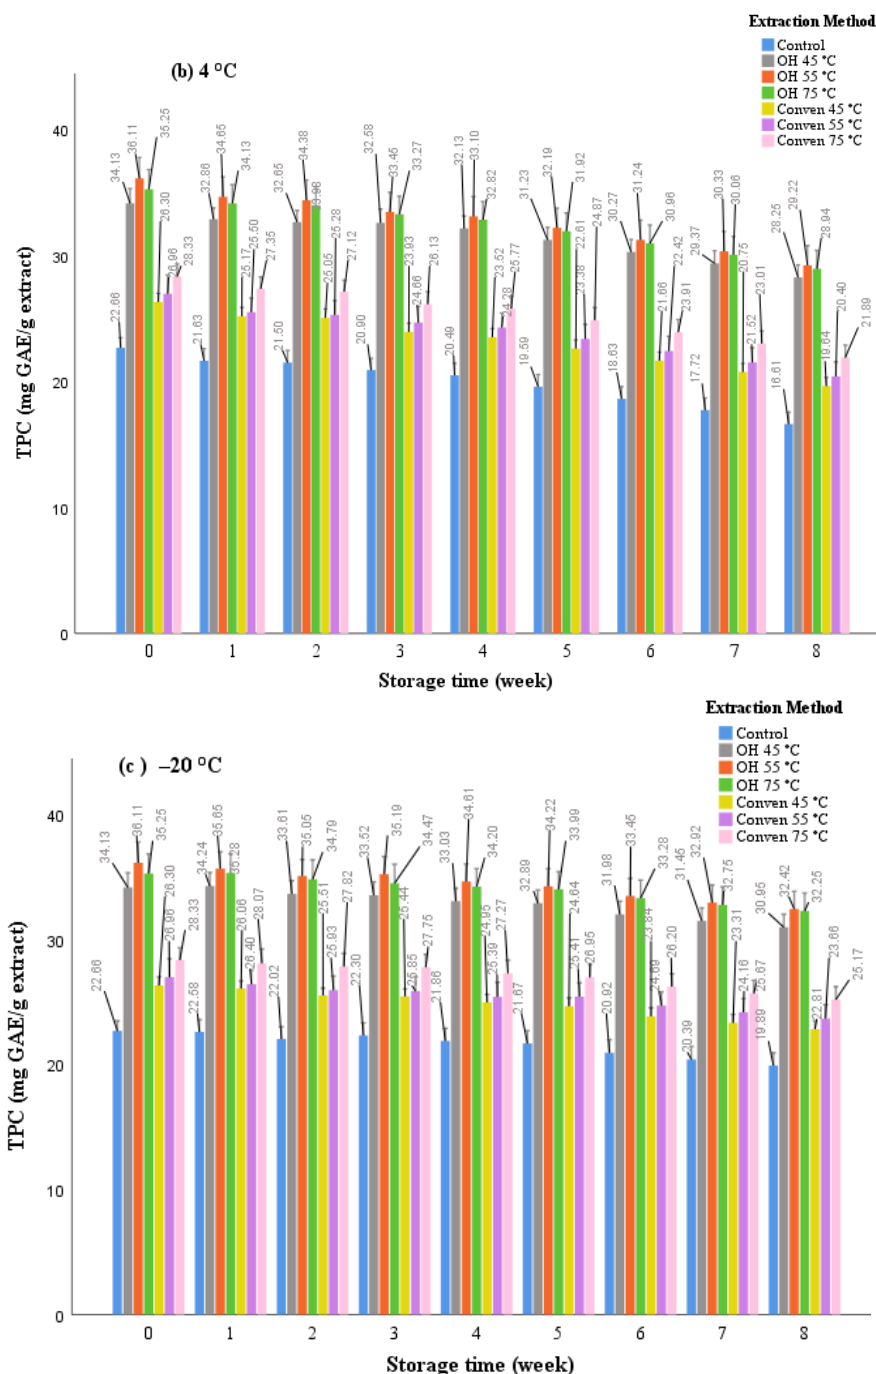 Extraction Method
Control
OH 45 °C
OH 55 °C
OH 75 °C
Conven 45 °C
Conven 55 °C
Conven 75 °C
(b) 4 °C
TPC (mg GAE/g extract)
40
30
20
10
0
22.66 34.13 36.11 35.25 26.30 26.96 28.33
21.63 32.86 34.65 34.13 25.17 25.50 27.35
21.50 32.65 34.38 33.98 25.05 25.28 27.12
20.90 32.58 33.45 33.27 23.93 24.66 26.13
20.49 32.13 33.10 32.82 23.52 24.28 25.77
19.59 31.23 32.19 31.92 22.61 23.38 24.87
18.63 30.27 31.24 30.96 21.66 22.42 23.91
17.72 29.37 30.33 30.06 20.75 21.52 23.01
16.61 28.25 29.22 28.94 19.64 20.40 21.89
0 1 2 3 4 5 6 7 8
Storage time (week)
Extraction Method
Control
OH 45 °C
OH 55 °C
OH 75 °C
Conven 45 °C
Conven 55 °C
Conven 75 °C
(c ) –20 °C
TPC (mg GAE/g extract)
40
30
20
10
0
22.66 34.13 36.11 35.25 26.30 26.96 28.33
22.58 34.24 35.65 35.28 26.06 26.40 28.07
22.02 33.61 35.05 34.79 25.51 25.93 27.82
22.30 33.52 35.19 34.47 25.44 25.85 27.75
21.86 33.03 34.61 34.20 24.95 25.39 27.27
21.67 32.89 34.22 33.99 24.64 25.41 26.95
20.92 31.98 33.45 33.28 23.84 24.69 26.20
20.39 31.45 32.92 32.75 23.31 24.16 25.67
19.89 30.95 32.42 32.25 22.81 23.66 25.17
0 1 2 3 4 5 6 7 8
Storage time (week)